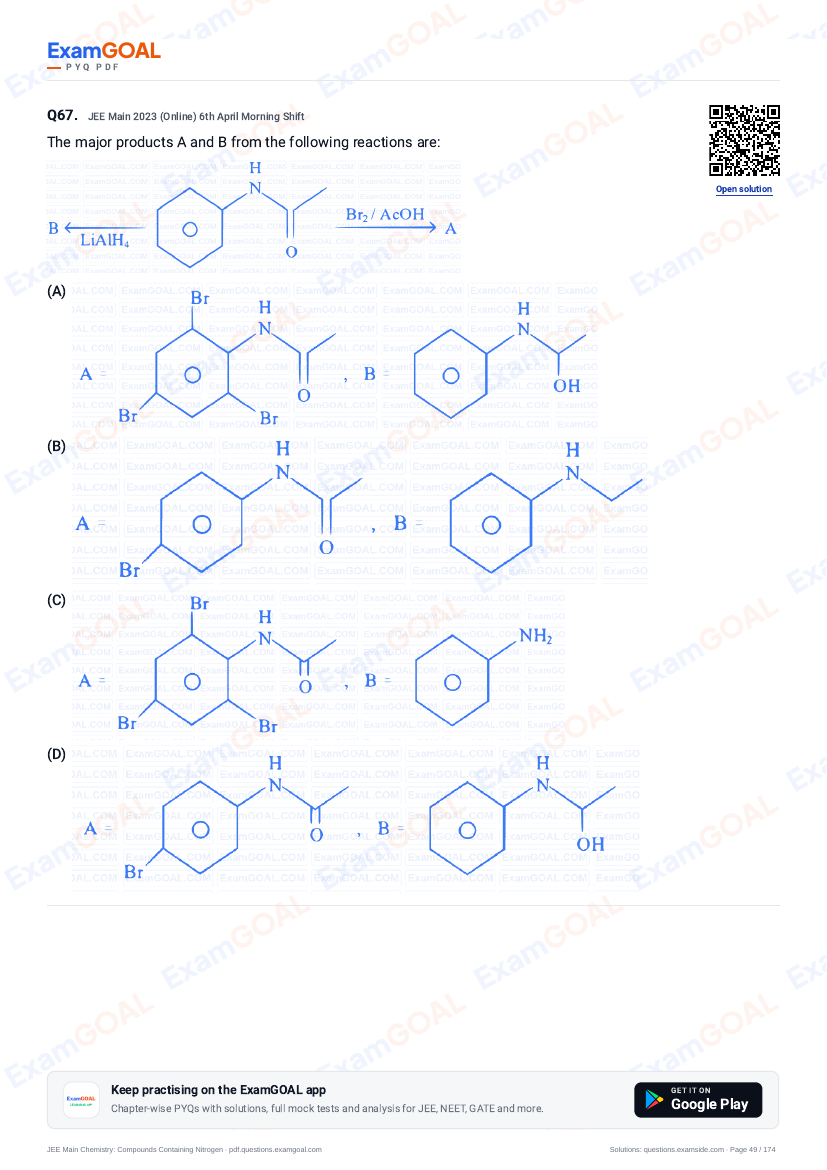 ExamGOAL
PYQ PDF
Q67. JEE Main 2023 (Online) 6th April Morning Shift
The major products A and B from the following reactions are:
Open solution
H
N
O
B
LiAlH4
Br2 / AcOH
A
(A)
Br
H
N
A =
O
Br
Br
, B =
H
N
OH
(B)
H
N
A =
O
Br
, B =
H
N
(C)
Br
H
N
A =
O
Br
Br
, B =
NH2
(D)
H
N
A =
O
Br
, B =
H
N
OH
ExamGOAL
Keep practising on the ExamGOAL app
Chapter-wise PYQs with solutions, full mock tests and analysis for JEE, NEET, GATE and more.
GET IT ON
Google Play
JEE Main Chemistry: Compounds Containing Nitrogen · pdf.questions.examgoal.com
Solutions: questions.examside.com · Page 49 / 174